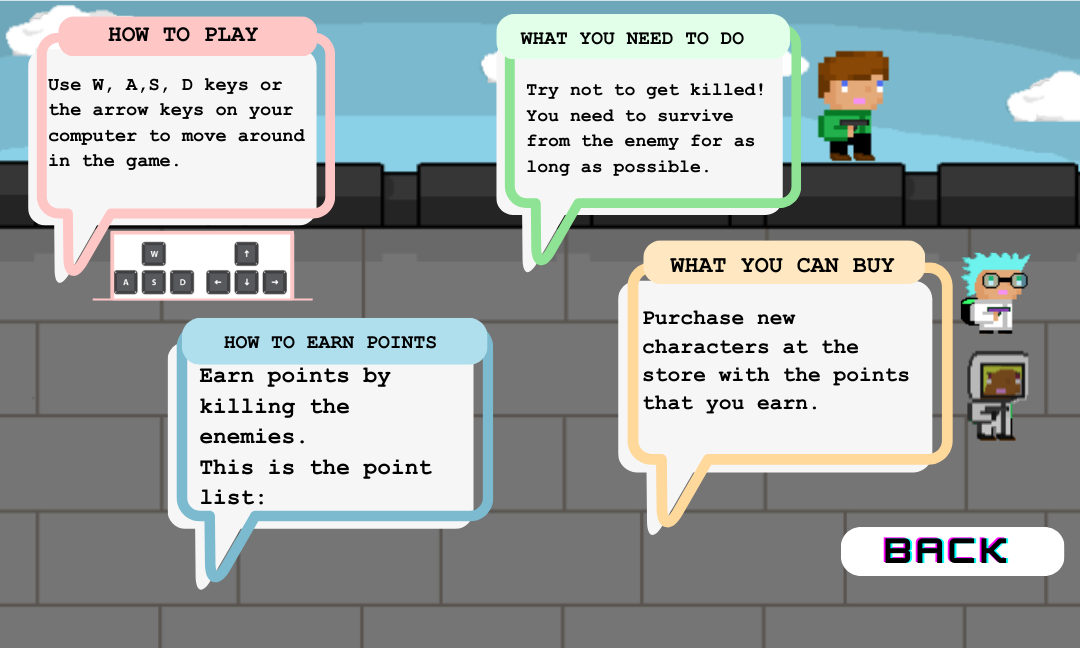 HOW TO PLAY
Use W, A,S, D keys or
the arrow keys on your
computer to move around
in the game.
W
A S D
↑
← ↓ →
WHAT YOU NEED TO DO
Try not to get killed!
You need to survive
from the enemy for as
long as possible.
HOW TO EARN POINTS
Earn points by
killing the
enemies.
This is the point
list:
WHAT YOU CAN BUY
Purchase new
characters at the
store with the points
that you earn.
BACK